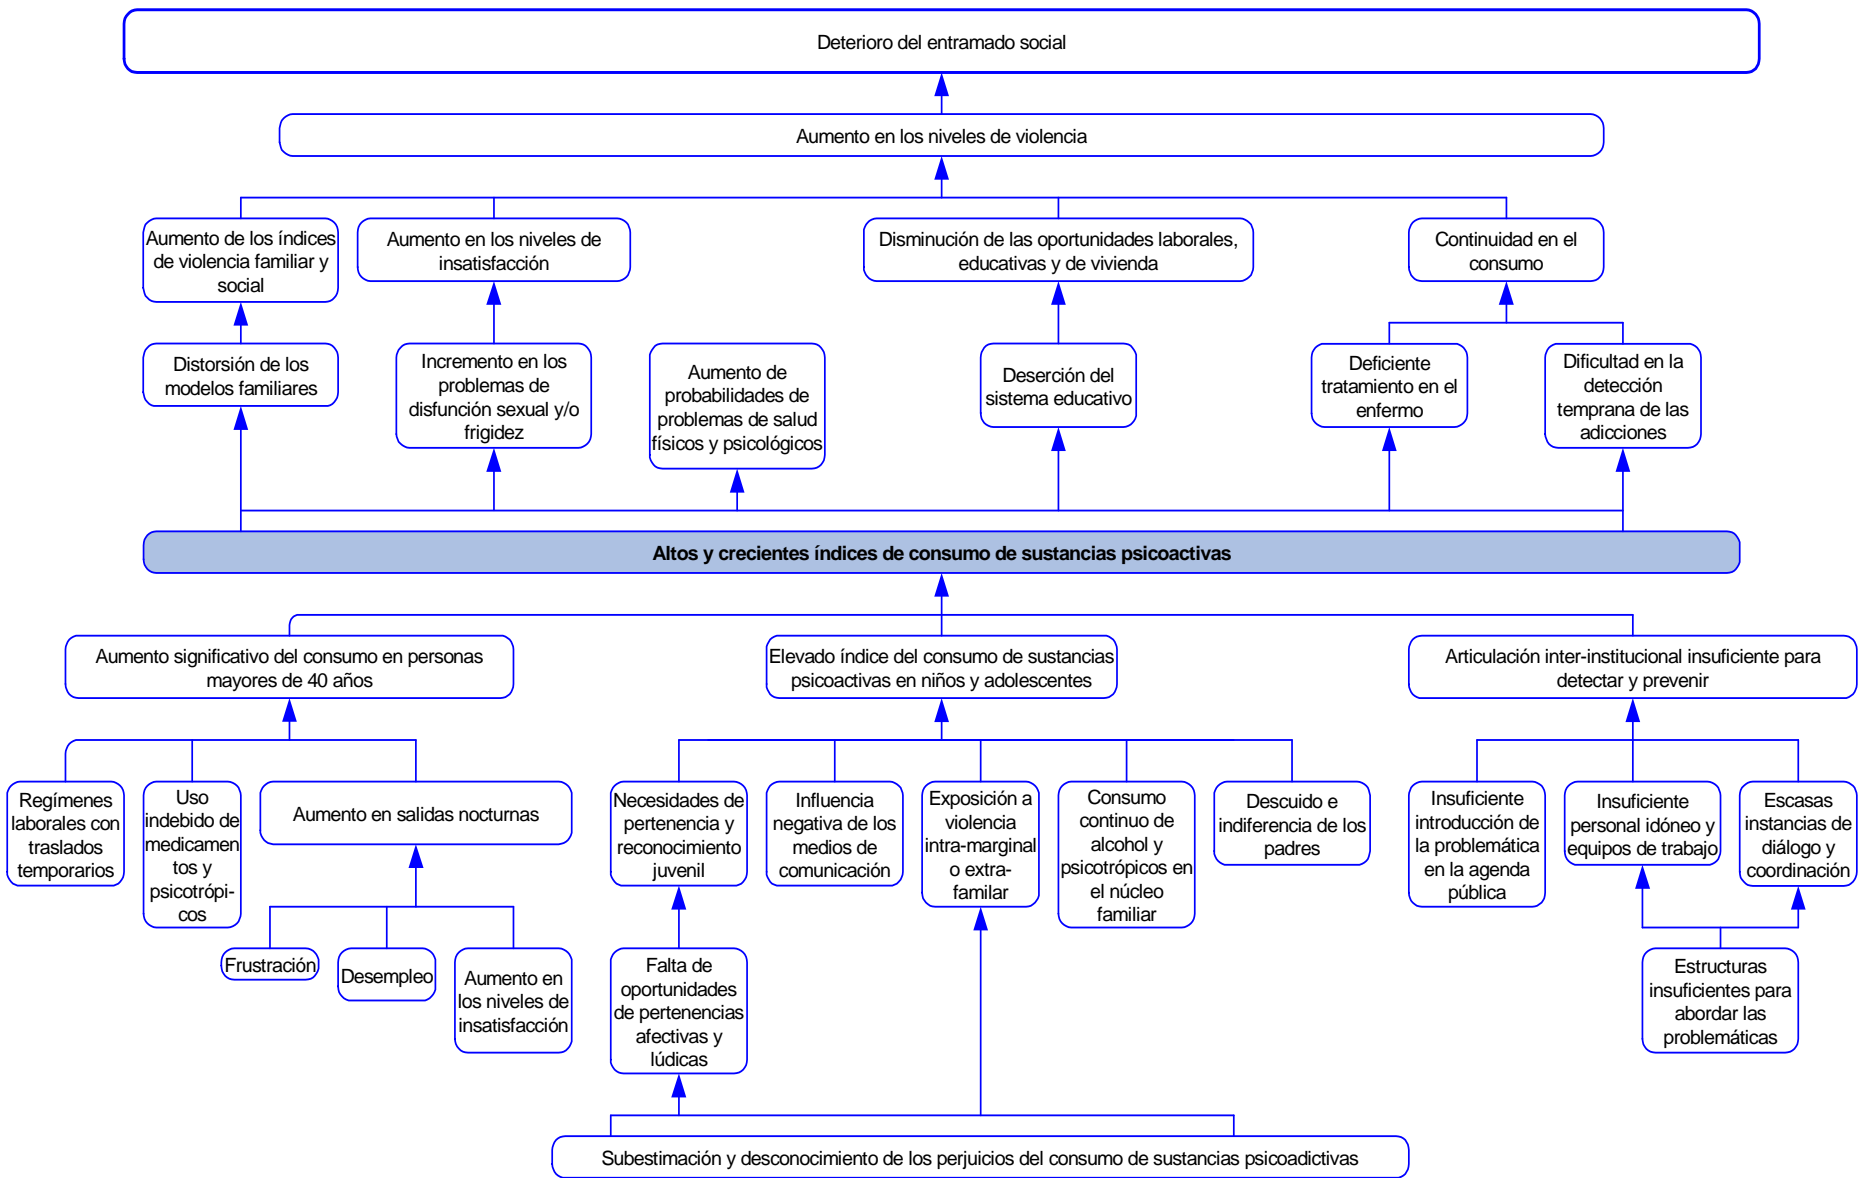 Deterioro del entramado social
Aumento en los niveles de violencia
Aumento de los índices
de violencia familiar y
social
Aumento en los niveles de
insatisfacción
Disminución de las oportunidades laborales,
educativas y de vivienda
Continuidad en el
consumo
Distorsión de los
modelos familiares
Incremento en los
problemas de
disfunción sexual y/o
frigidez
Aumento de
probabilidades de
problemas de salud
físicos y psicológicos
Deserción del
sistema educativo
Deficiente
tratamiento en el
enfermo
Dificultad en la
detección
temprana de las
adicciones
Altos y crecientes índices de consumo de sustancias psicoactivas
Aumento significativo del consumo en personas
mayores de 40 años
Elevado índice del consumo de sustancias
psicoactivas en niños y adolescentes
Articulación inter-institucional insuficiente para
detectar y prevenir
Regímenes
laborales con
traslados
temporarios
Uso
indebido de
medicamen
tos y
psicotrópi-
cos
Aumento en salidas nocturnas
Necesidades de
pertenencia y
reconocimiento
juvenil
Influencia
negativa de los
medios de
comunicación
Exposición a
violencia
intra-marginal
o extra-
familar
Consumo
continuo de
alcohol y
psicotrópicos en
el núcleo
familiar
Descuido e
indiferencia de los
padres
Insuficiente
introducción de
la problemática
en la agenda
pública
Insuficiente
personal idóneo y
equipos de trabajo
Escasas
instancias de
diálogo y
coordinación
Frustración
Desempleo
Aumento en
los niveles de
insatisfacción
Falta de
oportunidades
de pertenencias
afectivas y
lúdicas
Estructuras
insuficientes para
abordar las
problemáticas
Subestimación y desconocimiento de los perjuicios del consumo de sustancias psicoadictivas